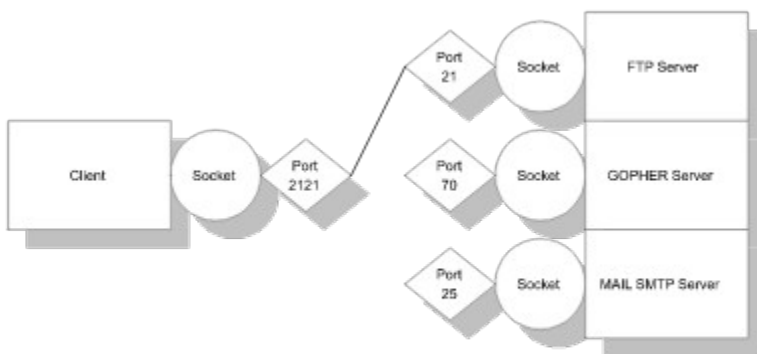 Port
21
Socket
FTP Server
Client
Socket
Port
2121
Port
70
Socket
GOPHER Server
Port
25
Socket
MAIL SMTP Server